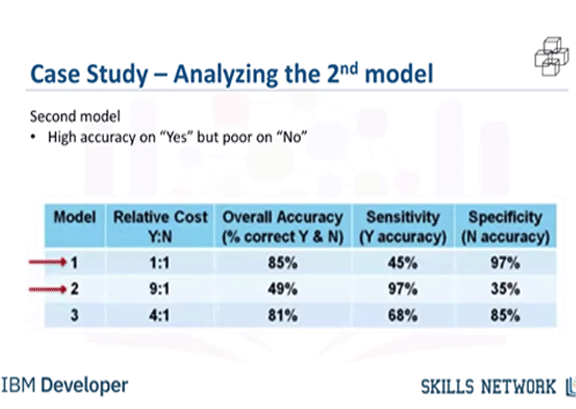 Case Study – Analyzing the 2nd model
Second model
• High accuracy on “Yes” but poor on “No”
Model Relative Cost Overall Accuracy Sensitivity Specificity
Y:N (% correct Y & N) (Y accuracy) (N accuracy)
1 1:1 85% 45% 97%
2 9:1 49% 97% 35%
3 4:1 81% 68% 85%
IBM Developer
SKILLS NETWORK